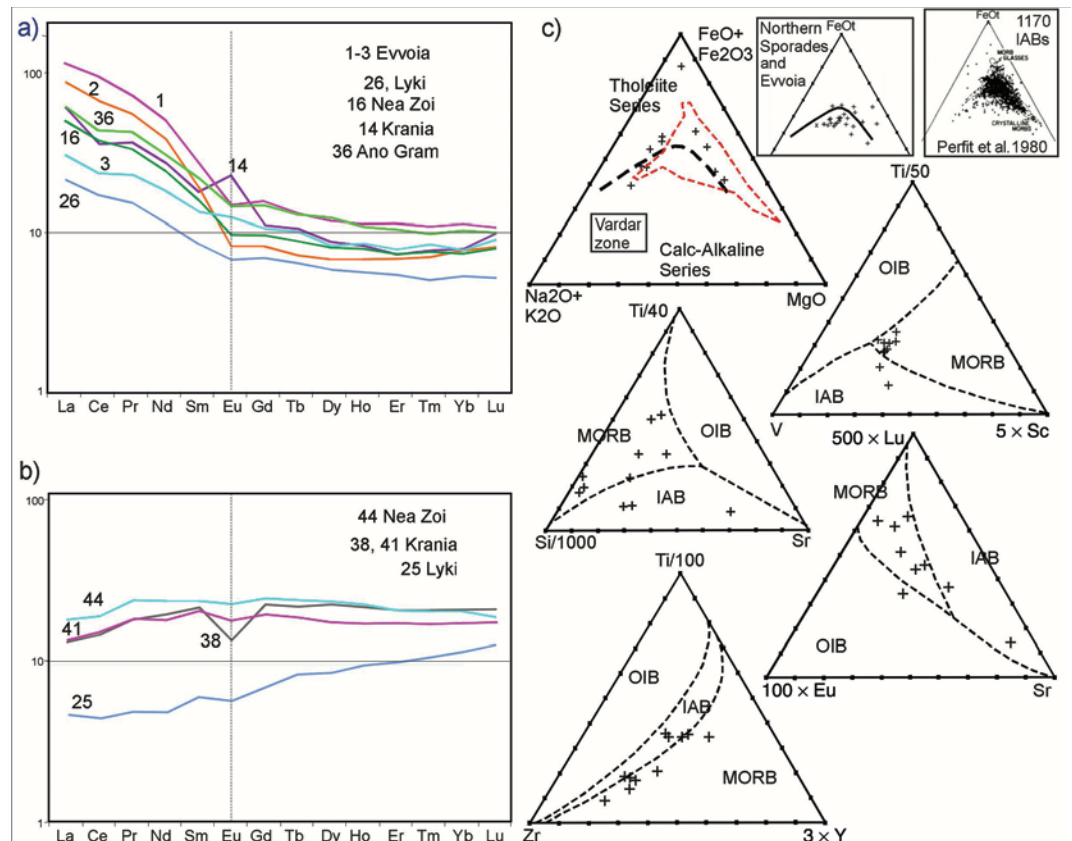 a)
100
10
1
1-3 Evvoia
26, Lyki
16 Nea Zoi
14 Krania
36 Ano Gram
2
1
36
16
14
3
26
La Ce Pr Nd Sm Eu Gd Tb Dy Ho Er Tm Yb Lu
b)
100
10
1
44 Nea Zoi
38, 41 Krania
25 Lyki
44
41
38
25
La Ce Pr Nd Sm Eu Gd Tb Dy Ho Er Tm Yb Lu
c)
FeO+
Fe2O3
Tholeiite
Series
Vardar
zone
Calc-Alkaline
Series
Na2O+
K2O
MgO
Northern
FeOt
Sporades
and
Evvoia
FeOt
1170
IABs
MORB
GLASSES
CRYSTALLINE
MORBS
Perfit et al. 1980
Ti/50
OIB
MORB
IAB
V
5 × Sc
Ti/40
MORB
OIB
IAB
Si/1000
Sr
500 × Lu
MORB
IAB
OIB
100 × Eu
Sr
Ti/100
OIB
IAB
MORB
Zr
3 × Y